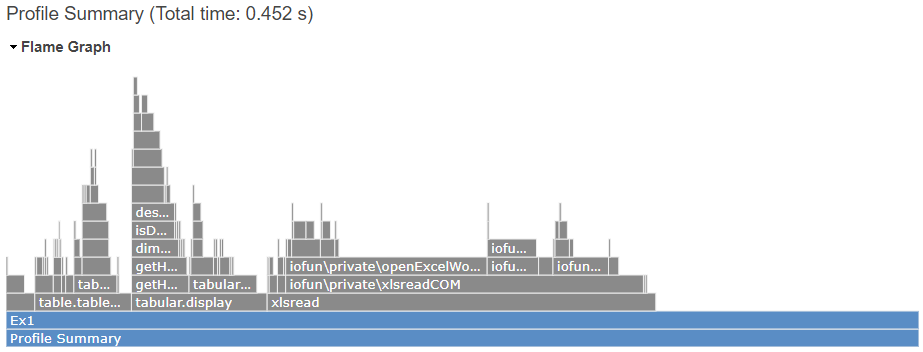 Profile Summary (Total time: 0.452 s)
Flame Graph
des...
isD...
dim... iofu...
getH... iofun\private\openExcelWo... iofu... iofun...
tab... getH... tabular... iofun\private\xlsreadCOM
table.table... tabular.display xlsread
Ex1
Profile Summary